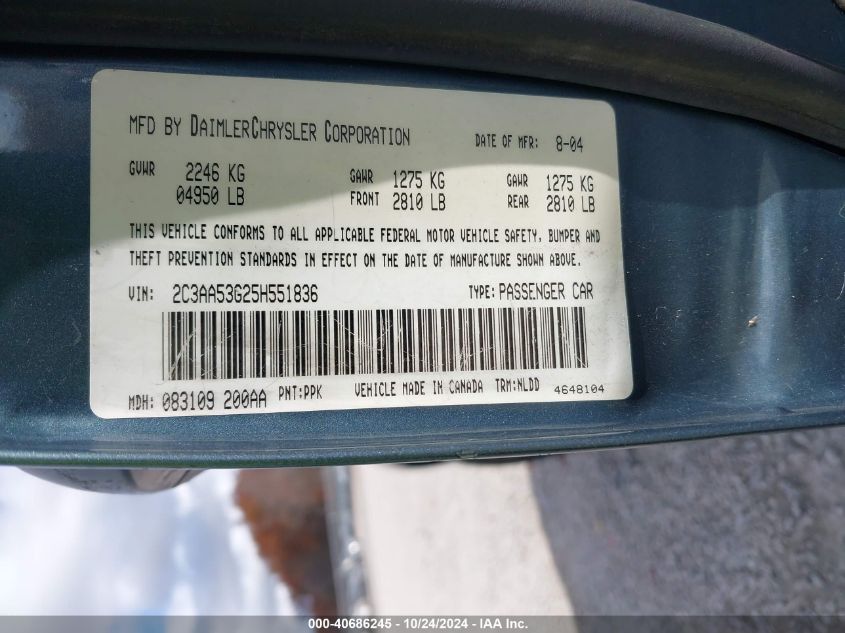 MFD BY DAIMLERCHRYSLER CORPORATION DATE OF MFR: 8-04
GVWR 2246 KG GAWR 1275 KG GAWR 1275 KG
04950 LB FRONT 2810 LB REAR 2810 LB
THIS VEHICLE CONFORMS TO ALL APPLICABLE FEDERAL MOTOR VEHICLE SAFETY, BUMPER AND
THEFT PREVENTION STANDARDS IN EFFECT ON THE DATE OF MANUFACTURE SHOWN ABOVE.
VIN: 2C3AA53G25H551836 TYPE: PASSENGER CAR
MDH: 083109 200AA PNT:PPK VEHICLE MADE IN CANADA TRM:NLDD 4648104
000-40686245 - 10/24/2024 - IAA Inc.